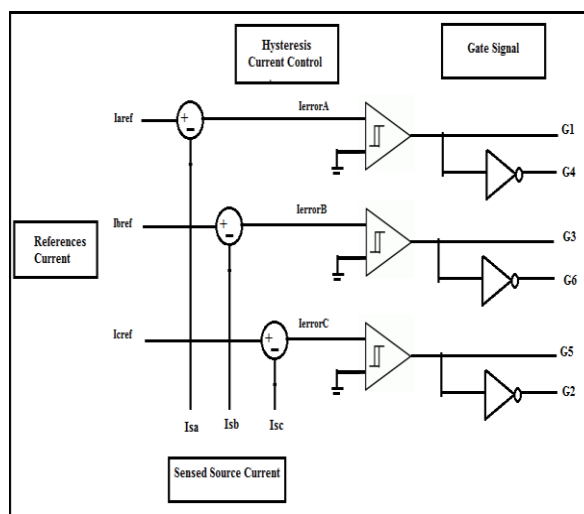 Hysteresis
Current Control
Gate Signal
Iaref
+
-
IerrorA
G1
G4
References
Current
Ibref
+
-
IerrorB
G3
G6
Icref
+
-
IerrorC
G5
G2
Isa
Isb
Isc
Sensed Source Current